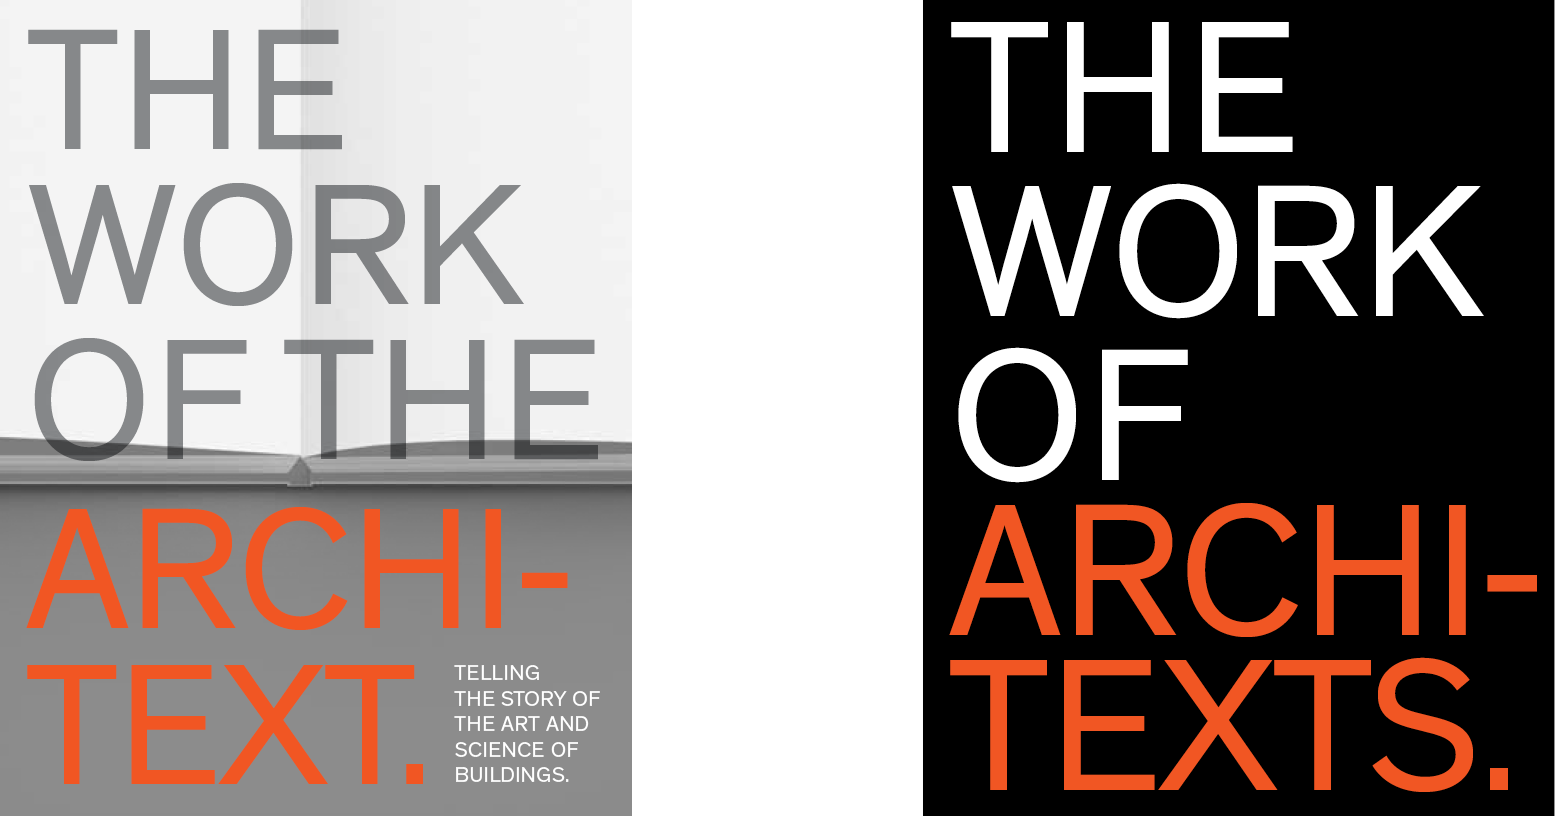 THE
WORK
OF THE
ARCHI-
TEXT.
TELLING
THE STORY OF
THE ART AND
SCIENCE OF
BUILDINGS.
THE
WORK
OF
ARCHI-
TEXTS.